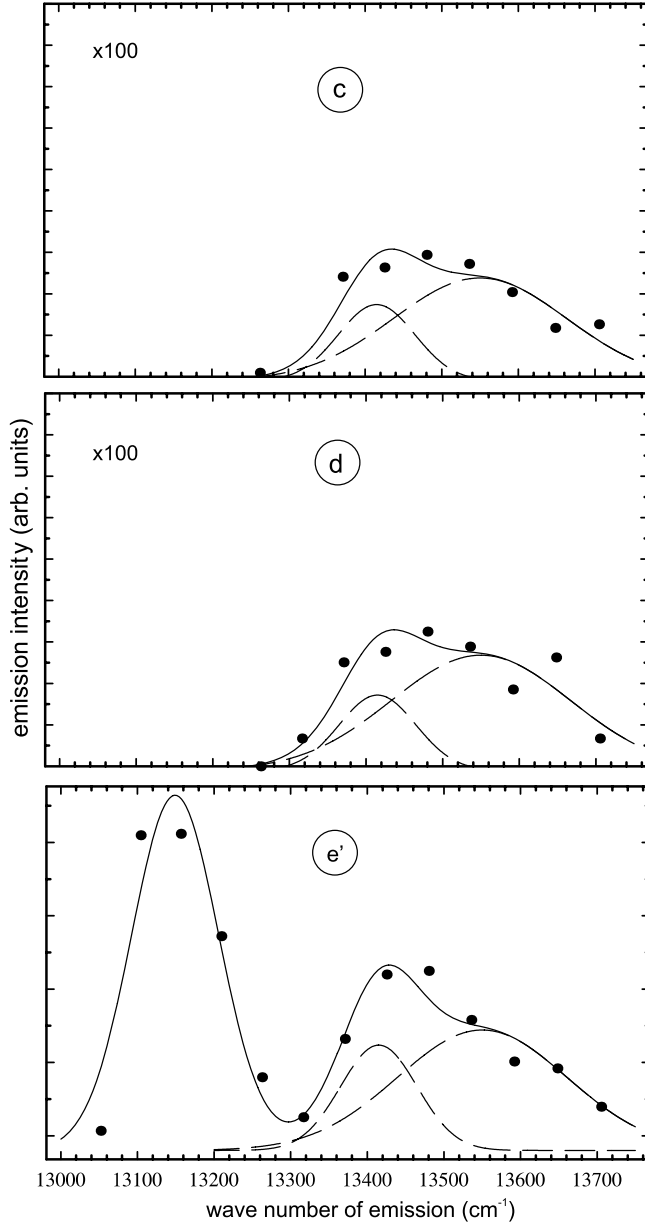 x100
c
x100
d
emission intensity (arb. units)
e’
13000 13100 13200 13300 13400 13500 13600 13700
wave number of emission (cm⁻¹)